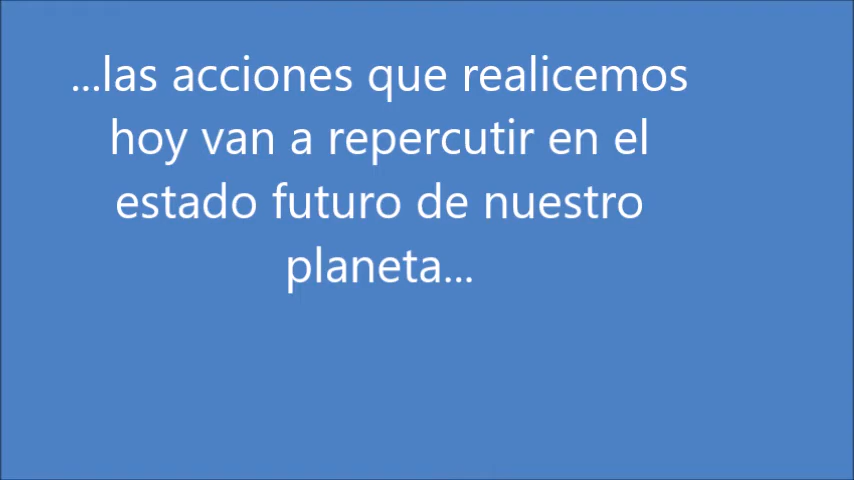 ...las acciones que realicemos
hoy van a repercutir en el
estado futuro de nuestro
planeta...